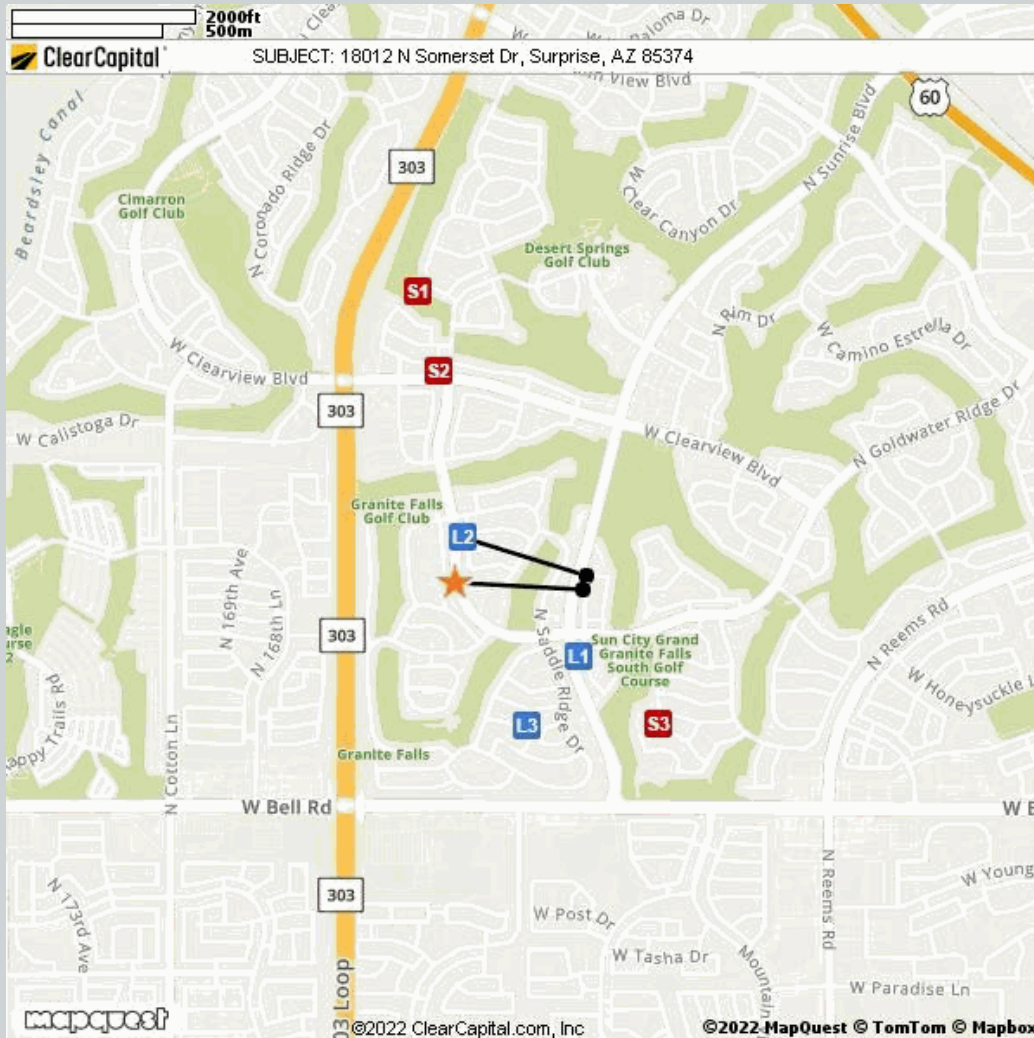 2000ft
500m
ClearCapital
SUBJECT: 18012 N Somerset Dr, Surprise, AZ 85374
Paloma Dr
View Blvd
60
Beardsley Canal
303
N Coronado Ridge Dr
Cimarron
Golf Club
N Sunrise Blvd
W Clear Canyon Dr
Desert Springs
Golf Club
S1
N Rim Dr
W Camino Estrella Dr
W Clearview Blvd
S2
303
N Goldwater Ridge Dr
W Calistoga Dr
W Clearview Blvd
Granite Falls
Golf Club
L2
N 169th Ave
N 168th Ln
303
N Saddle Ridge Dr
Sun City Grand
Granite Falls
South Golf
Course
L1
N Reems Rd
W Honeysuckle L
Happy Trails Rd
N Cotton Ln
L3
S3
Granite Falls
W Bell Rd
W B
N 173rd Ave
303
W Post Dr
W Tasha Dr
Mountain
N Reems Rd
W Young
W Paradise Ln
03 Loop
mapquest
©2022 ClearCapital.com, Inc
©2022 MapQuest © TomTom © Mapbox